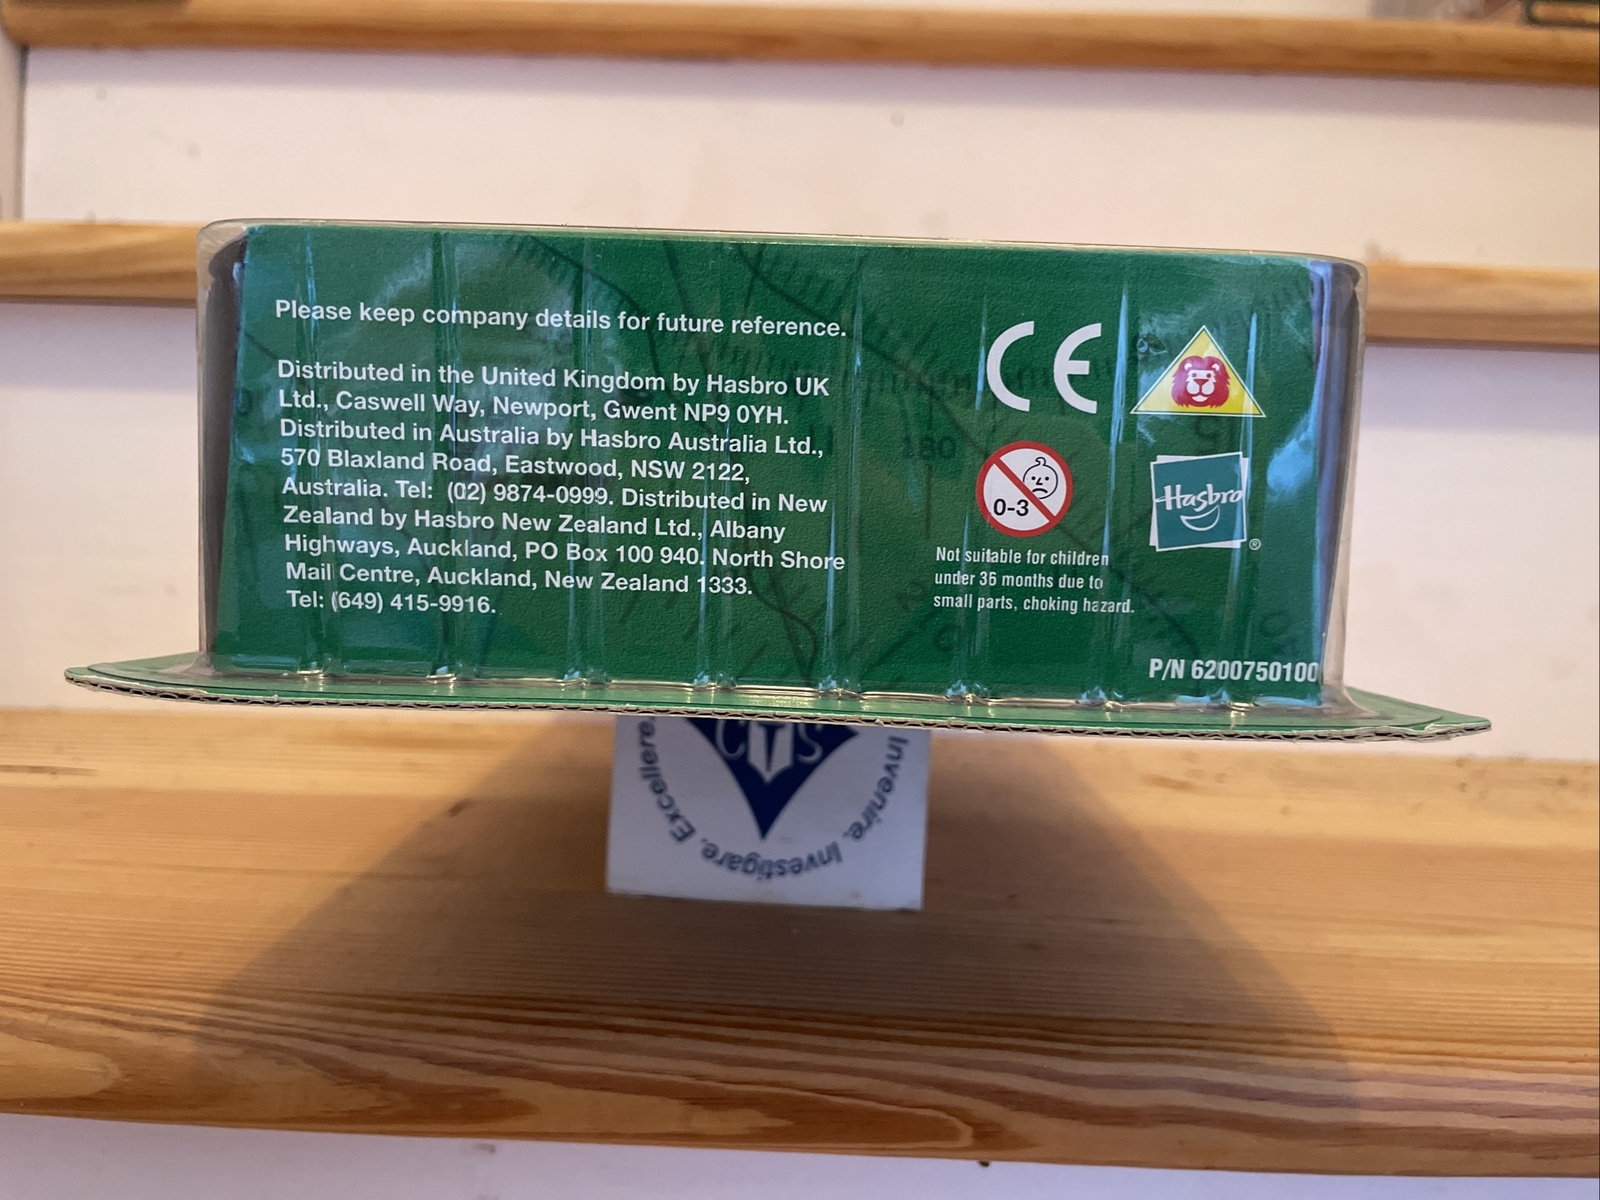 Please keep company details for future reference.
Distributed in the United Kingdom by Hasbro UK
Ltd., Caswell Way, Newport, Gwent NP9 0YH.
Distributed in Australia by Hasbro Australia Ltd.,
570 Blaxland Road, Eastwood, NSW 2122,
Australia. Tel: (02) 9874-0999. Distributed in New
Zealand by Hasbro New Zealand Ltd., Albany
Highways, Auckland, PO Box 100 940. North Shore
Mail Centre, Auckland, New Zealand 1333.
Tel: (649) 415-9916.
CE
0-3
Hasbro
®
Not suitable for children
under 36 months due to
small parts, choking hazard.
P/N 6200750100
CTS
Invenire. Investigare. Excellere.